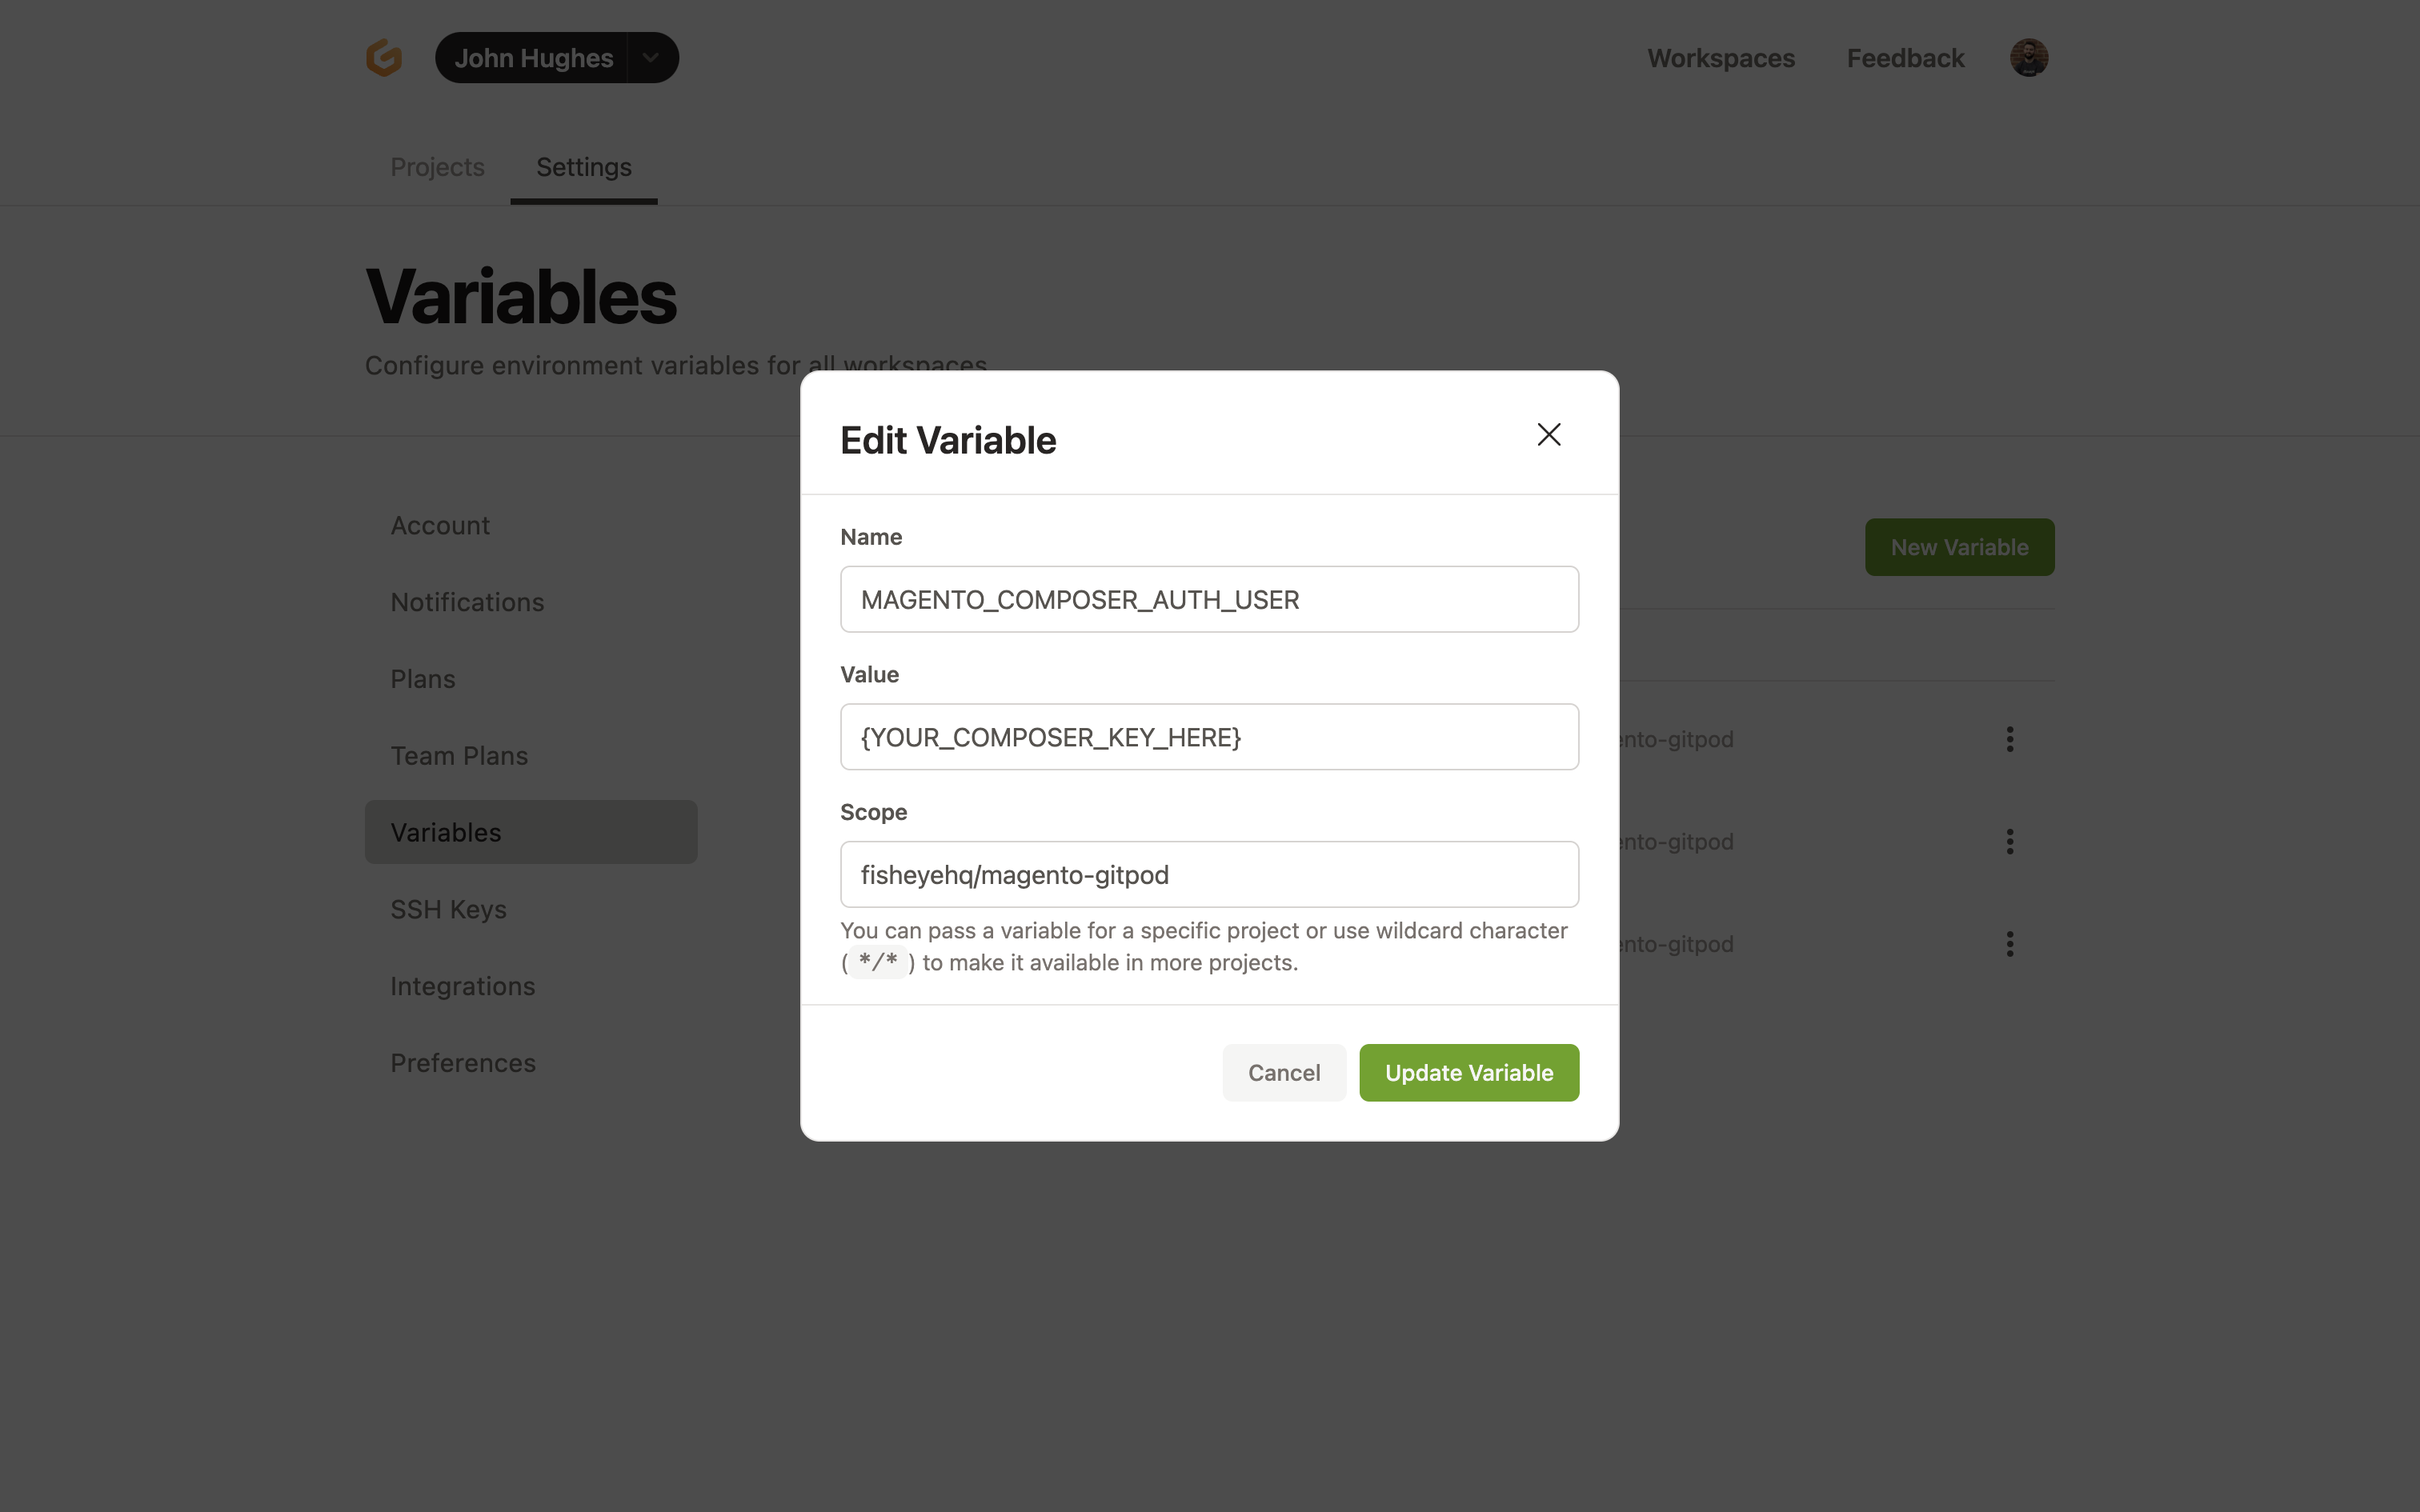 John Hughes
Workspaces
Feedback
Projects
Settings
Variables
Configure environment variables for all workspaces.
Edit Variable
Account
Notifications
Plans
Team Plans
Variables
SSH Keys
Integrations
Preferences
New Variable
Name
MAGENTO_COMPOSER_AUTH_USER
Value
{YOUR_COMPOSER_KEY_HERE}
ento-gitpod
ento-gitpod
ento-gitpod
Scope
fisheyehq/magento-gitpod
You can pass a variable for a specific project or use wildcard character
( */* ) to make it available in more projects.
Cancel
Update Variable